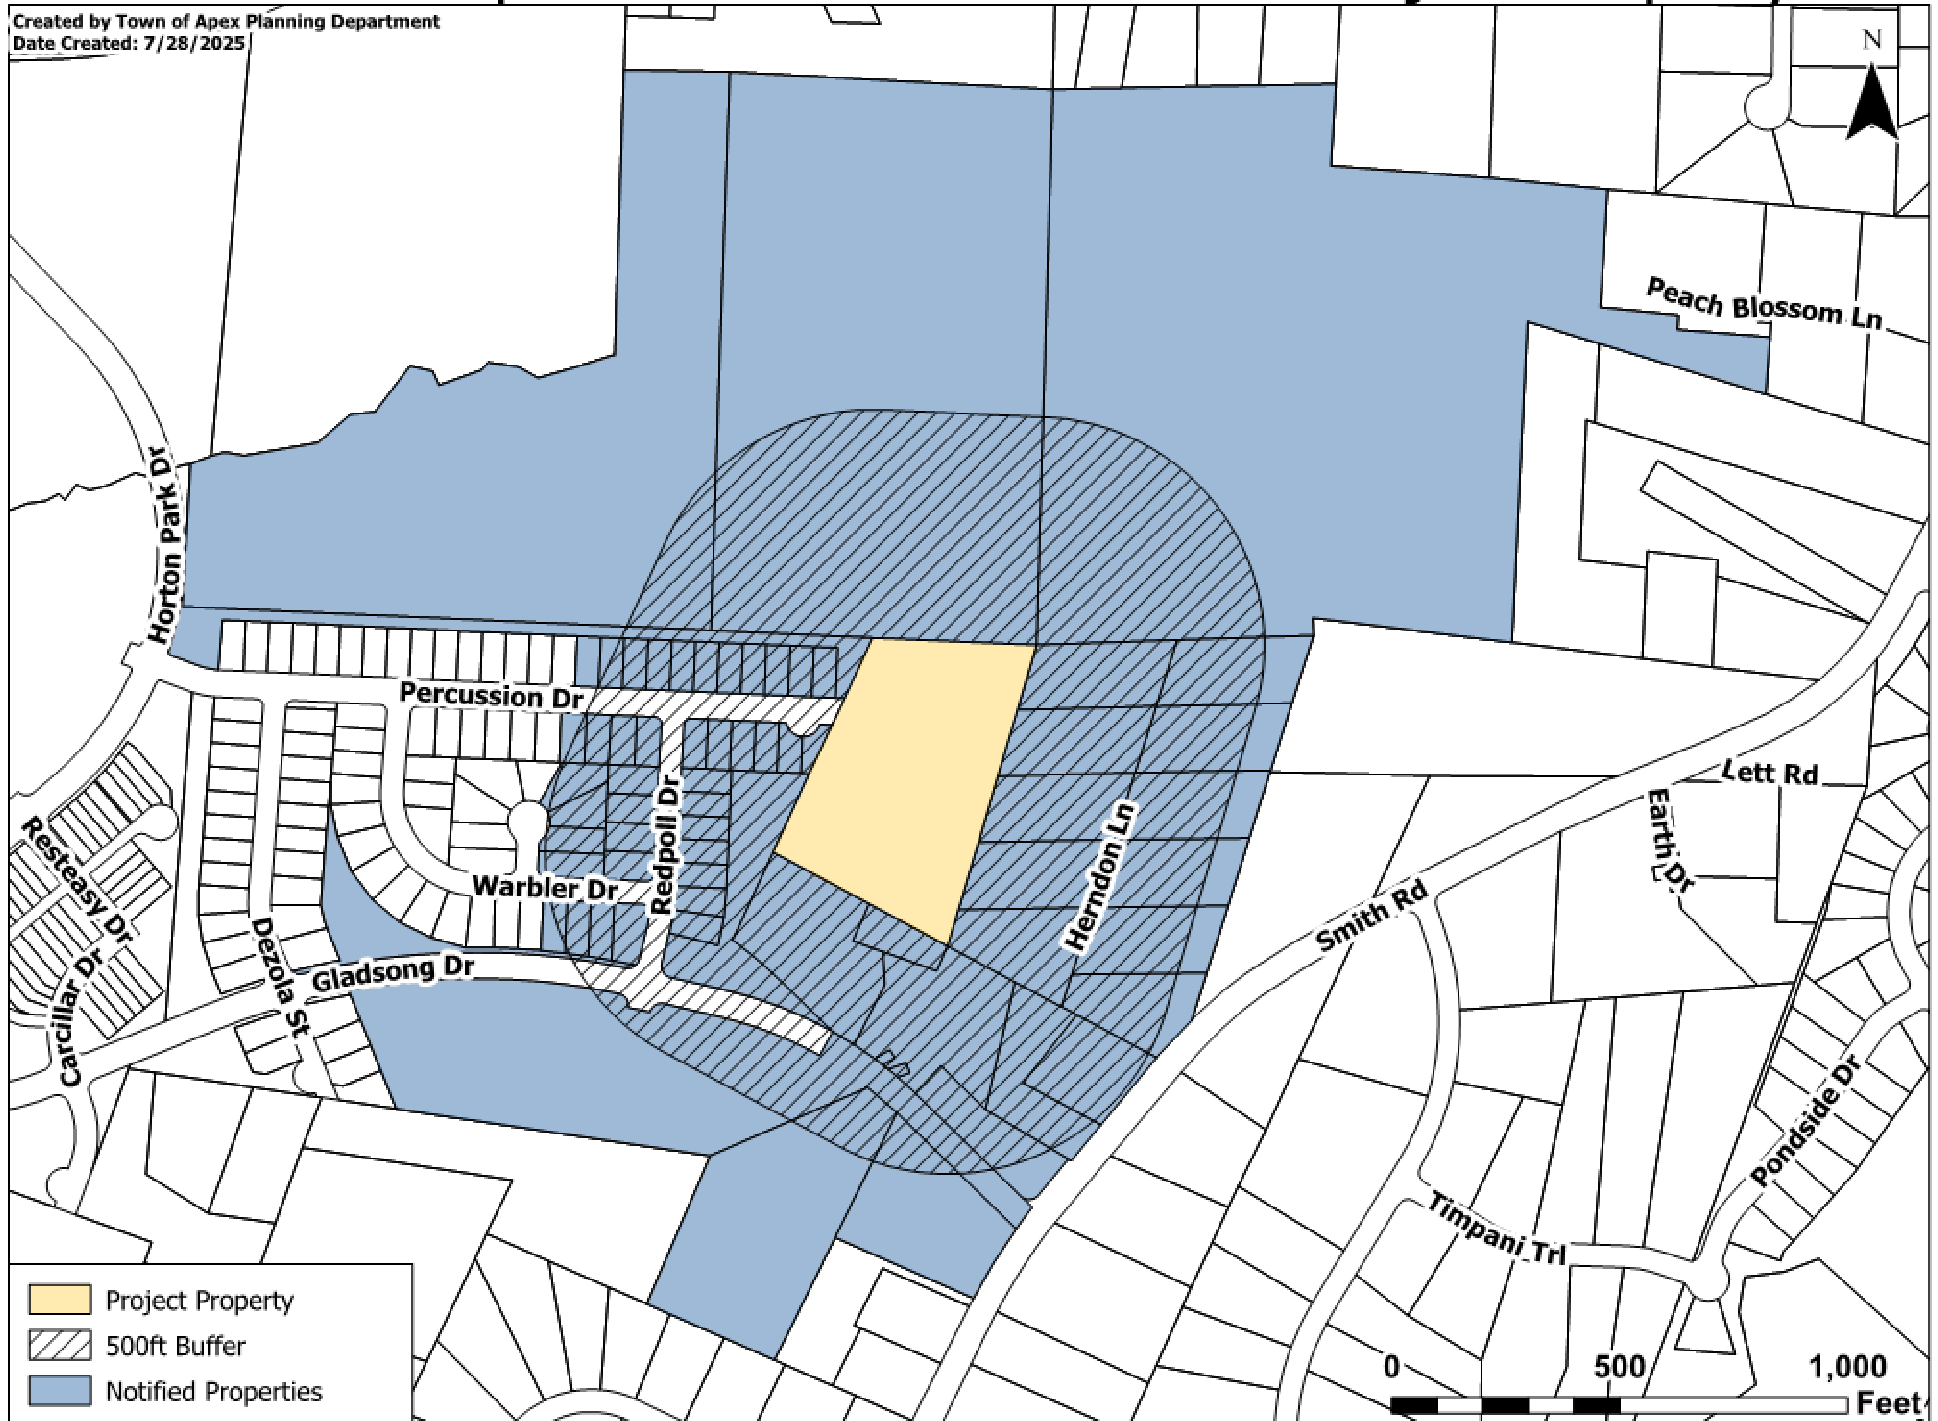 Created by Town of Apex Planning Department
Date Created: 7/28/2025
N
Peach Blossom Ln
Horton Park Dr
Percussion Dr
Lett Rd
Earth Dr
Redpoll Dr
Herndon Ln
Resteasy Dr
Warbler Dr
Smith Rd
Dezola St
Gladsong Dr
Carcillar Dr
Pondside Dr
Timpani Trl
Project Property
500ft Buffer
Notified Properties
0 500 1,000
Feet